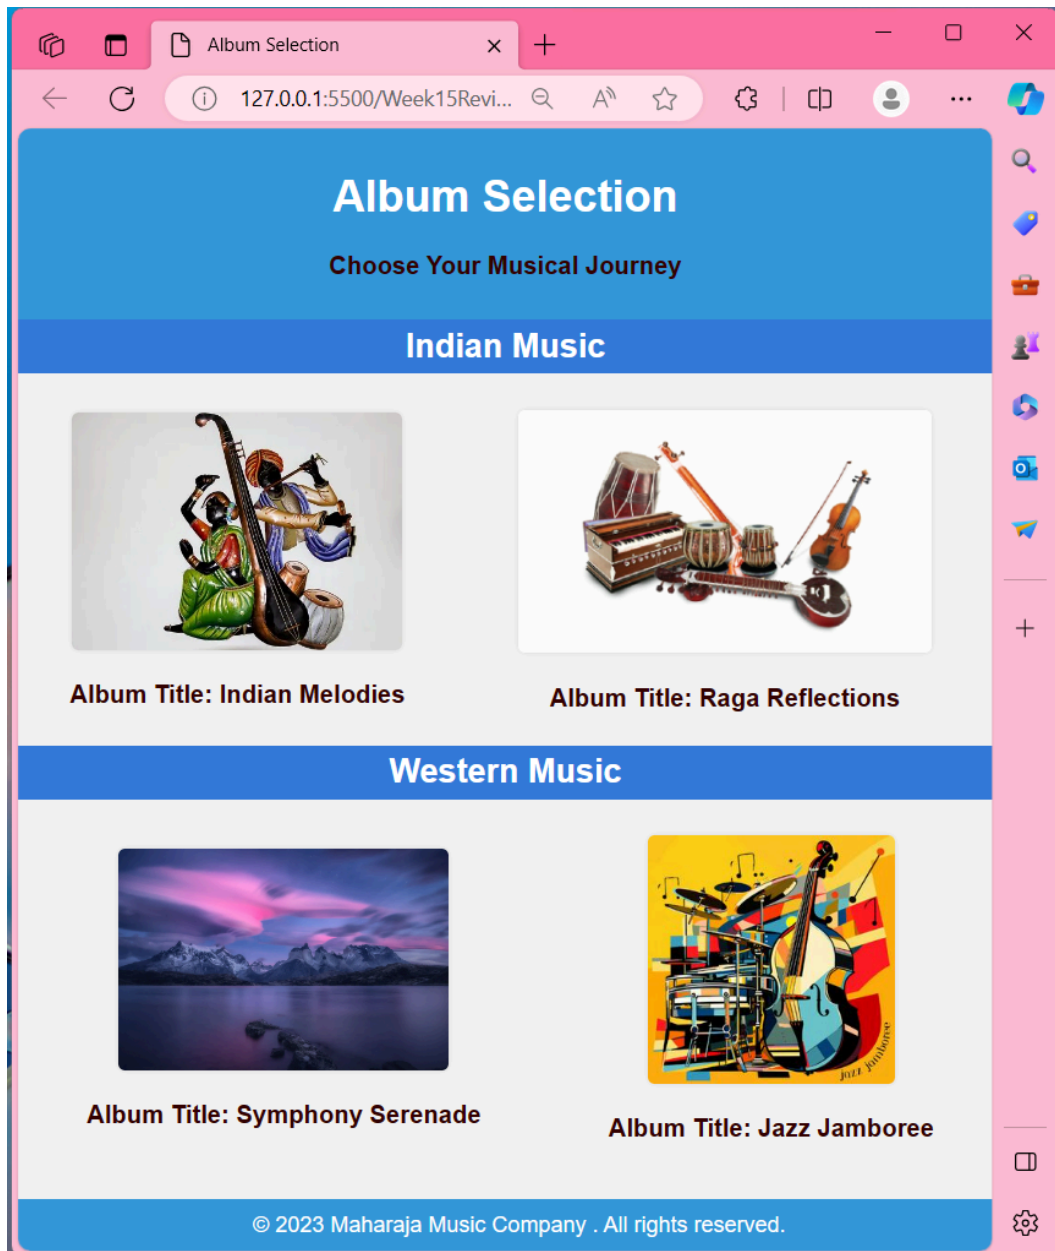 Album Selection
127.0.0.1:5500/Week15Revi...
Album Selection
Choose Your Musical Journey
Indian Music
Album Title: Indian Melodies
Album Title: Raga Reflections
Western Music
jazz jamboree
Album Title: Symphony Serenade
Album Title: Jazz Jamboree
© 2023 Maharaja Music Company . All rights reserved.